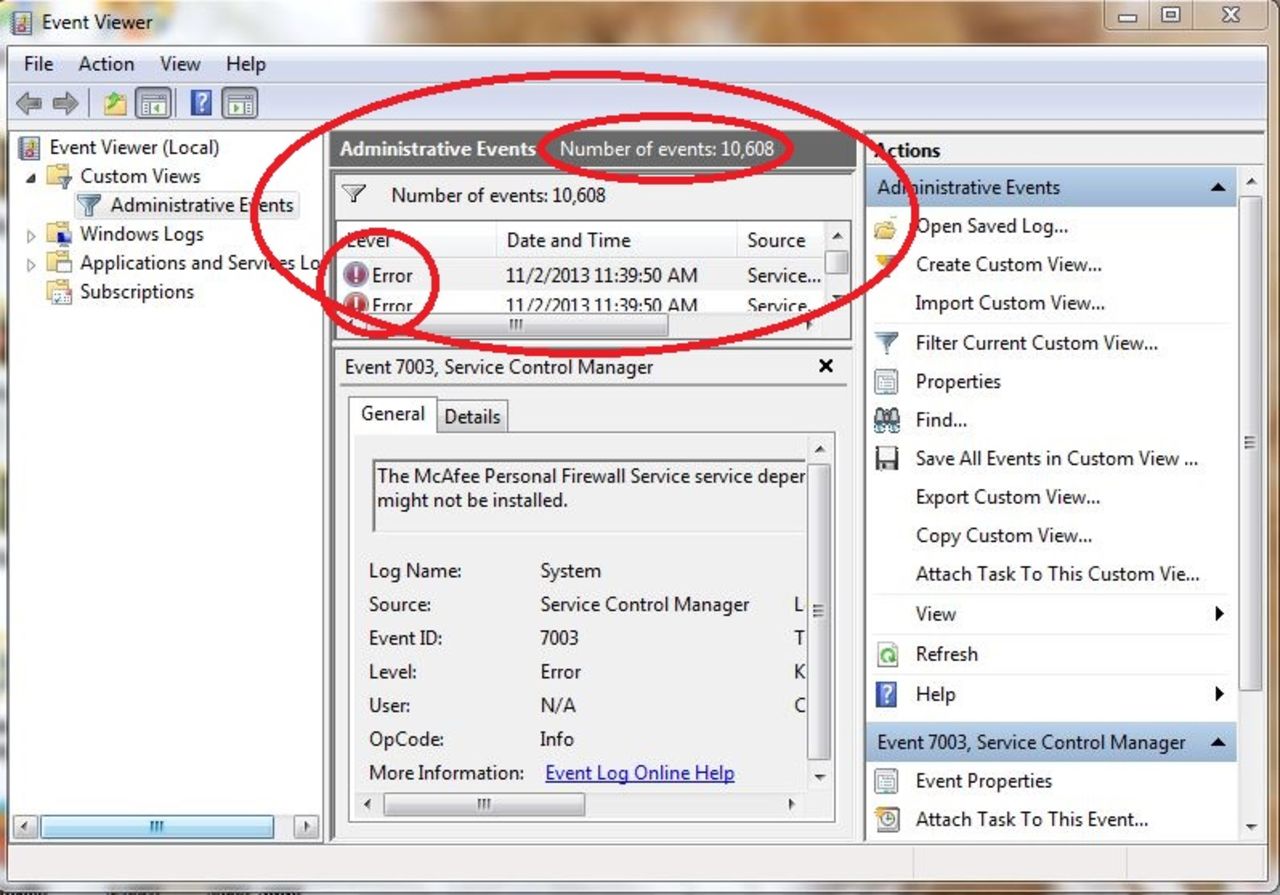 Event Viewer
File Action View Help
Event Viewer (Local)
Custom Views
Administrative Events
Windows Logs
Applications and Services Lo
Subscriptions
Administrative Events Number of events: 10,608
Number of events: 10,608
Level Date and Time Source
Error 11/2/2013 11:39:50 AM Service...
Error 11/2/2013 11:39:50 AM Service...
Event 7003, Service Control Manager
General Details
The McAfee Personal Firewall Service service deper
might not be installed.
Log Name: System
Source: Service Control Manager L
Event ID: 7003 T
Level: Error K
User: N/A C
OpCode: Info
More Information: Event Log Online Help
Actions
Administrative Events
Open Saved Log...
Create Custom View...
Import Custom View...
Filter Current Custom View...
Properties
Find...
Save All Events in Custom View ...
Export Custom View...
Copy Custom View...
Attach Task To This Custom Vie...
View
Refresh
Help
Event 7003, Service Control Manager
Event Properties
Attach Task To This Event...